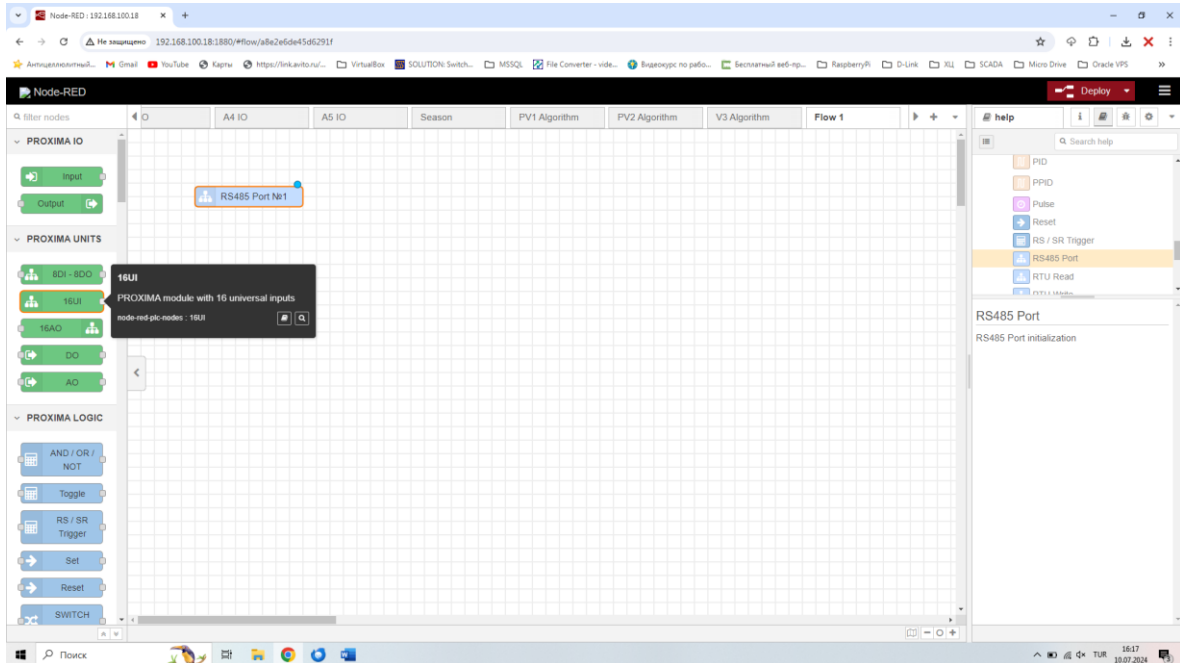 Node-RED : 192.168.100.18
Не защищено 192.168.100.18:1880/#flow/a8e2e6de45d6291f
Антицеллюлитный... Gmail YouTube Карты https://link.avito.ru/... VirtualBox SOLUTION: Switch... MSSQL File Converter - vide... Видеокурс по рабо... Бесплатный веб-пр... RaspberryPi D-Link ХЦ SCADA Micro Drive Oracle VPS
Node-RED Deploy
filter nodes
O A4 IO A5 IO Season PV1 Algorithm PV2 Algorithm V3 Algorithm Flow 1
help
Search help
PROXIMA IO
Input
Output
PROXIMA UNITS
8DI - 8DO
16UI
16AO
DO
AO
PROXIMA LOGIC
AND / OR /
NOT
Toggle
RS / SR
Trigger
Set
Reset
SWITCH
RS485 Port №1
16UI
PROXIMA module with 16 universal inputs
node-red-plc-nodes : 16UI
PID
PPID
Pulse
Reset
RS / SR Trigger
RS485 Port
RTU Read
RTU Write
RS485 Port
RS485 Port initialization
Поиск
TUR
16:17
10.07.2024